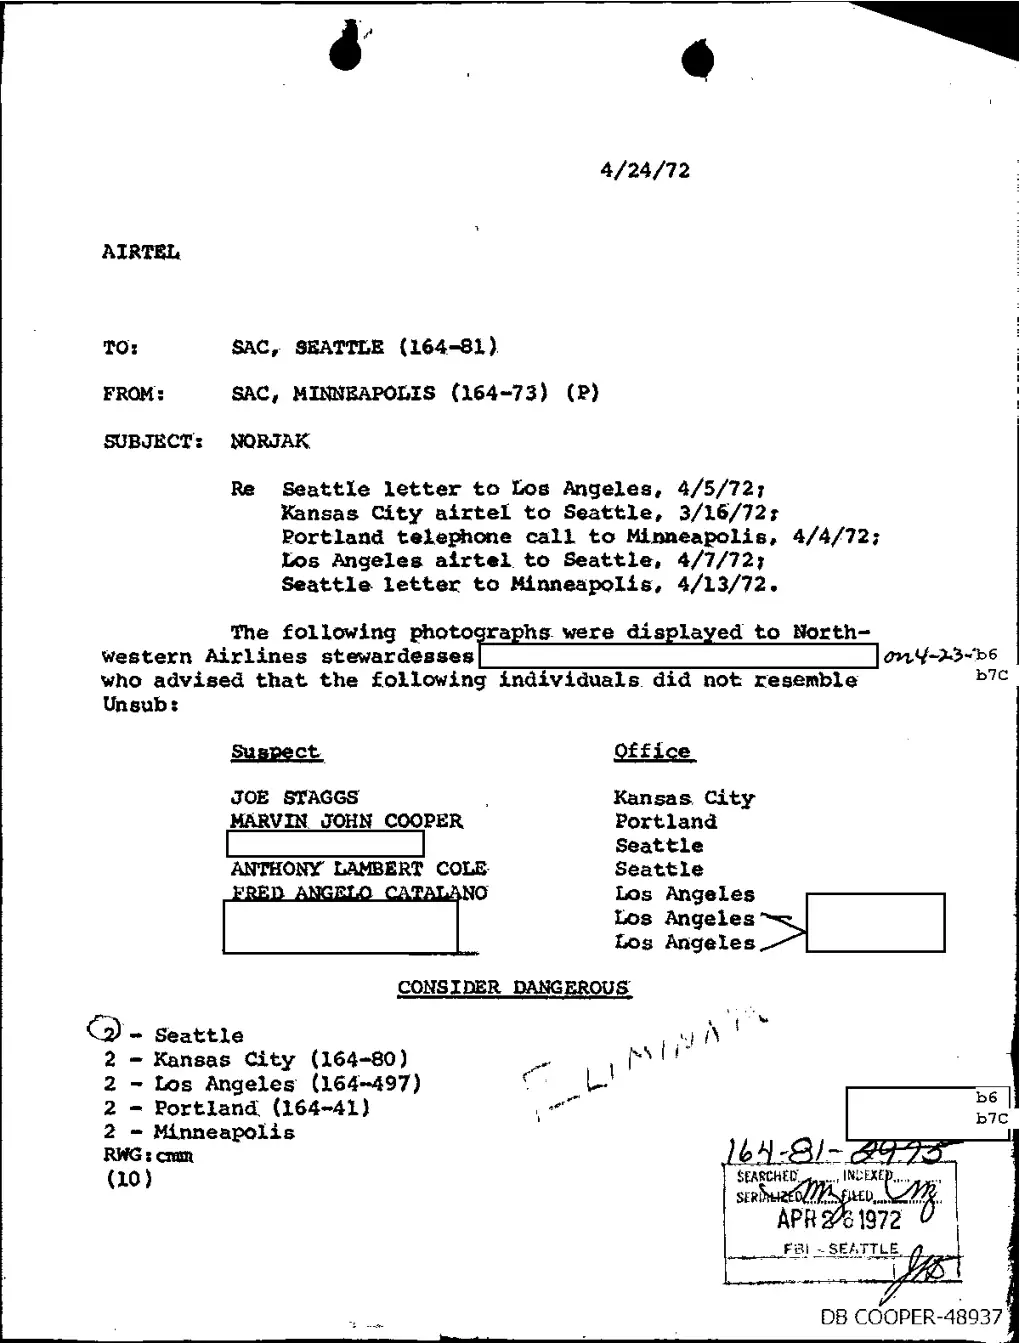 4/24/72
AIRTEL
TO: SAC, SEATTLE (164-81)
FROM: SAC, MINNEAPOLIS (164-73) (P)
SUBJECT: NORJAK
Re Seattle letter to Los Angeles, 4/5/72;
Kansas City airtel to Seattle, 3/16/72;
Portland telephone call to Minneapolis, 4/4/72;
Los Angeles airtel to Seattle, 4/7/72;
Seattle letter to Minneapolis, 4/13/72.
The following photographs were displayed to North-
western Airlines stewardesses on 4-23- b6
who advised that the following individuals did not resemble b7C
Unsub:
Suspect Office
JOE STAGGS Kansas City
MARVIN JOHN COOPER Portland
Seattle
ANTHONY LAMBERT COLE Seattle
FRED ANGELO CATALANO Los Angeles
Los Angeles
Los Angeles
CONSIDER DANGEROUS
2 - Seattle
2 - Kansas City (164-80)
2 - Los Angeles (164-497)
2 - Portland (164-41)
2 - Minneapolis
RWG:cmm
(10)
b6
b7C
164-81-2975
SEARCHED INDEXED
SERIALIZED FILED
APR 26 1972
FBI - SEATTLE
DB COOPER-48937